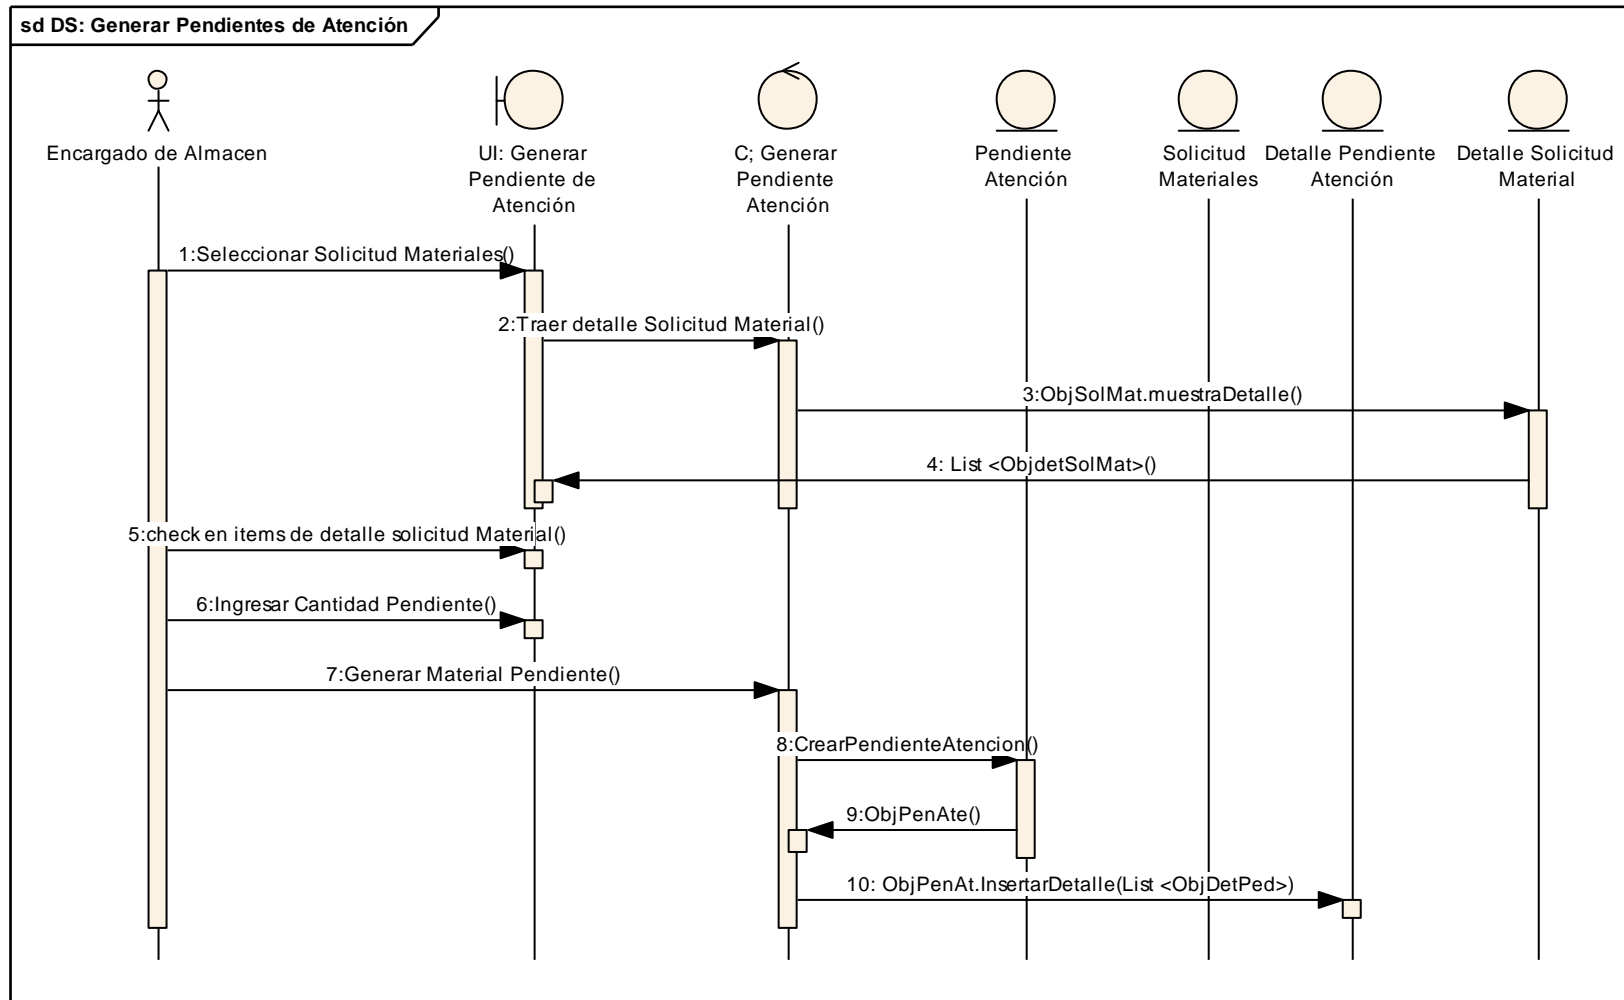 sd DS: Generar Pendientes de Atención
Encargado de Almacen
UI: Generar
Pendiente de
Atención
C; Generar
Pendiente
Atención
Pendiente
Atención
Solicitud
Materiales
Detalle Pendiente
Atención
Detalle Solicitud
Material
1:Seleccionar Solicitud Materiales()
2:Traer detalle Solicitud Material()
3:ObjSolMat.muestraDetalle()
4: List <ObjdetSolMat>()
5:check en items de detalle solicitud Material()
6:Ingresar Cantidad Pendiente()
7:Generar Material Pendiente()
8:CrearPendienteAtencion()
9:ObjPenAte()
10: ObjPenAt.InsertarDetalle(List <ObjDetPed>)